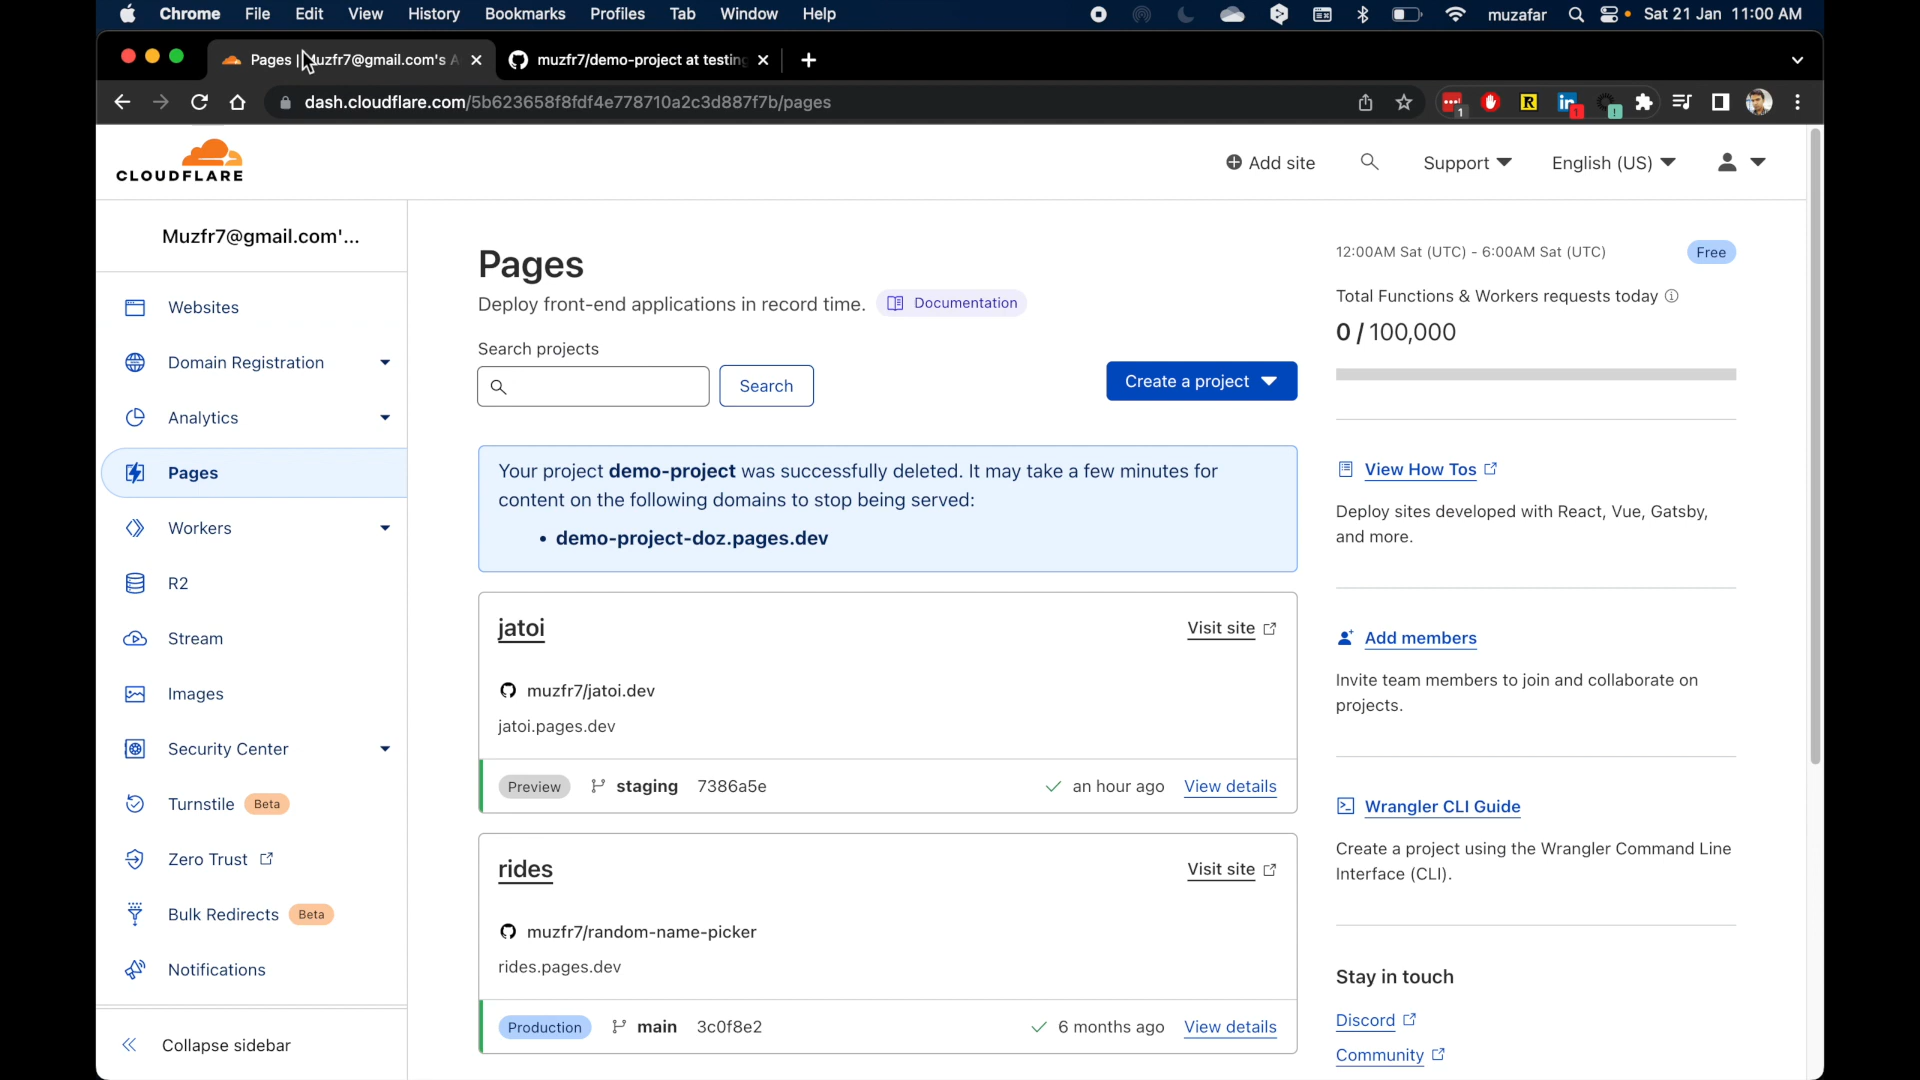 Chrome File Edit View History Bookmarks Profiles Tab Window Help muzafar Sat 21 Jan 11:00 AM
Pages | Muzfr7@gmail.com's A muzfr7/demo-project at testing
dash.cloudflare.com/5b623658f8fdf4e778710a2c3d887f7b/pages
CLOUDFLARE
Add site Support English (US)
Muzfr7@gmail.com'...
Websites
Domain Registration
Analytics
Pages
Workers
R2
Stream
Images
Security Center
Turnstile Beta
Zero Trust
Bulk Redirects Beta
Notifications
Collapse sidebar
Pages
Deploy front-end applications in record time. Documentation
Search projects
Search
Create a project
Your project demo-project was successfully deleted. It may take a few minutes for
content on the following domains to stop being served:
• demo-project-doz.pages.dev
jatoi Visit site
muzfr7/jatoi.dev
jatoi.pages.dev
Preview staging 7386a5e an hour ago View details
rides Visit site
muzfr7/random-name-picker
rides.pages.dev
Production main 3c0f8e2 6 months ago View details
12:00AM Sat (UTC) - 6:00AM Sat (UTC) Free
Total Functions & Workers requests today
0 / 100,000
View How Tos
Deploy sites developed with React, Vue, Gatsby,
and more.
Add members
Invite team members to join and collaborate on
projects.
Wrangler CLI Guide
Create a project using the Wrangler Command Line
Interface (CLI).
Stay in touch
Discord
Community